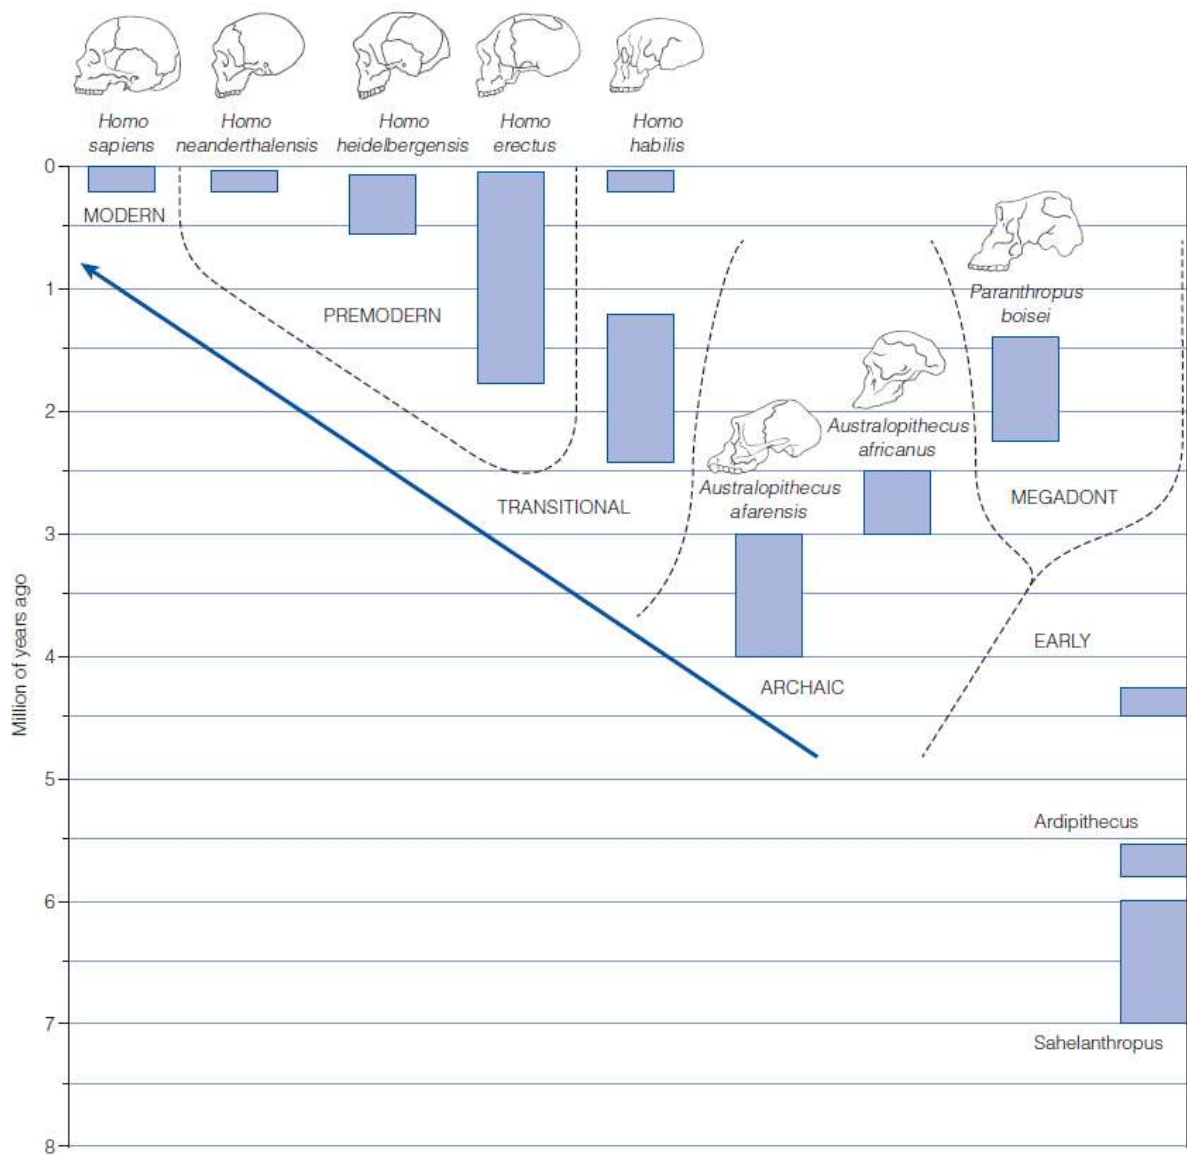 Homo
sapiens
Homo
neanderthalensis
Homo
heidelbergensis
Homo
erectus
Homo
habilis
0
MODERN
1
PREMODERN
Paranthropus
boisei
2
Australopithecus
africanus
TRANSITIONAL
Australopithecus
afarensis
MEGADONT
3
EARLY
4
ARCHAIC
Million of years ago
5
Ardipithecus
6
7
Sahelanthropus
8